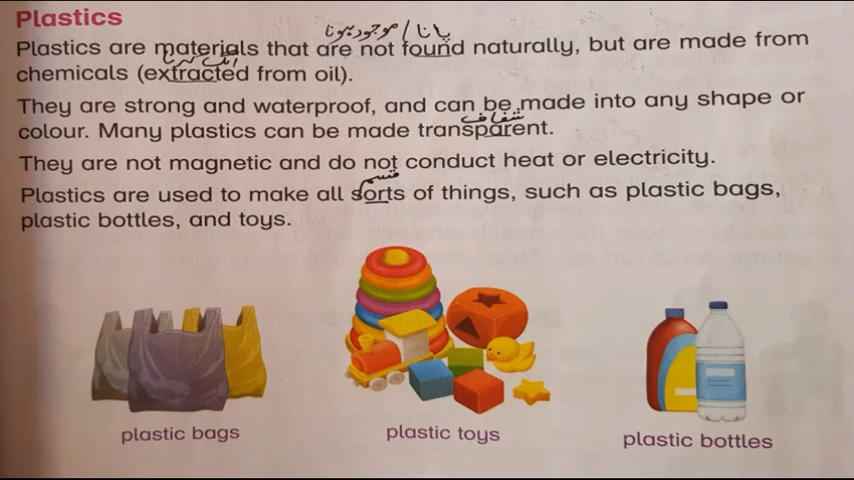 Plastics
پانا / موجود ہونا
Plastics are materials that are not found naturally, but are made from
الگ کرنا
chemicals (extracted from oil).
They are strong and waterproof, and can be made into any shape or
شفاف
colour. Many plastics can be made transparent.
They are not magnetic and do not conduct heat or electricity.
قسم
Plastics are used to make all sorts of things, such as plastic bags,
plastic bottles, and toys.
plastic bags
plastic toys
plastic bottles